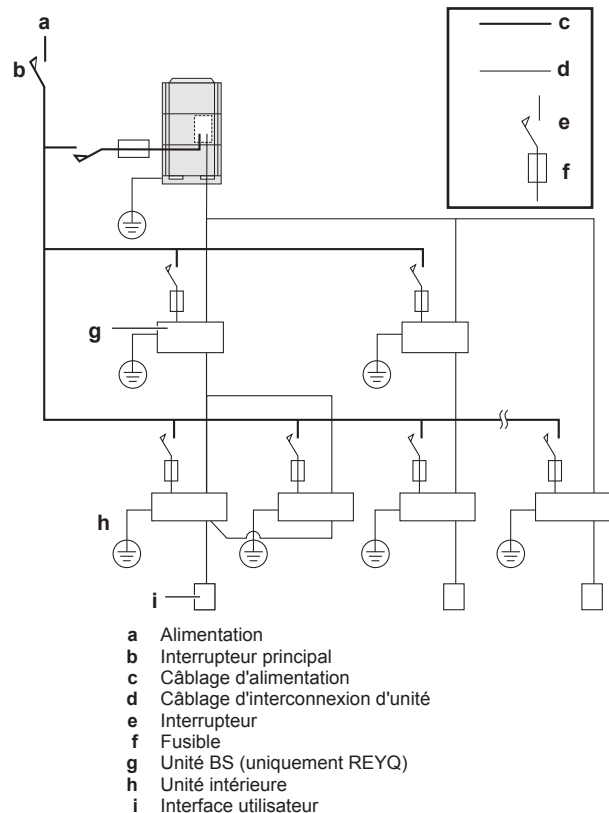 a
b
c
d
e
f
g
h
i
a Alimentation
b Interrupteur principal
c Câblage d'alimentation
d Câblage d'interconnexion d'unité
e Interrupteur
f Fusible
g Unité BS (uniquement REYQ)
h Unité intérieure
i Interface utilisateur